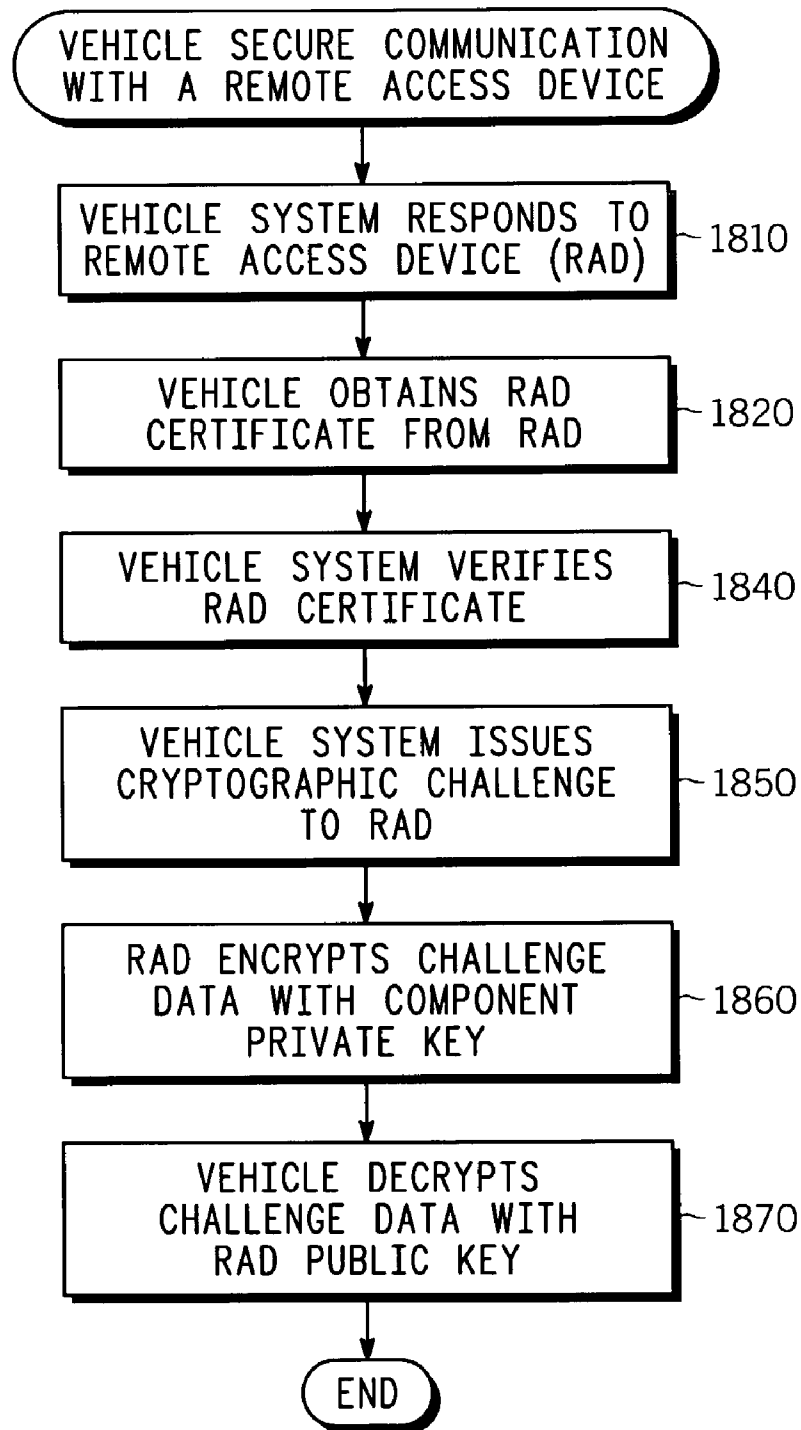 VEHICLE SECURE COMMUNICATION
WITH A REMOTE ACCESS DEVICE
VEHICLE SYSTEM RESPONDS TO
REMOTE ACCESS DEVICE (RAD)
1810
VEHICLE OBTAINS RAD
CERTIFICATE FROM RAD
1820
VEHICLE SYSTEM VERIFIES
RAD CERTIFICATE
1840
VEHICLE SYSTEM ISSUES
CRYPTOGRAPHIC CHALLENGE
TO RAD
1850
RAD ENCRYPTS CHALLENGE
DATA WITH COMPONENT
PRIVATE KEY
1860
VEHICLE DECRYPTS
CHALLENGE DATA WITH
RAD PUBLIC KEY
1870
END